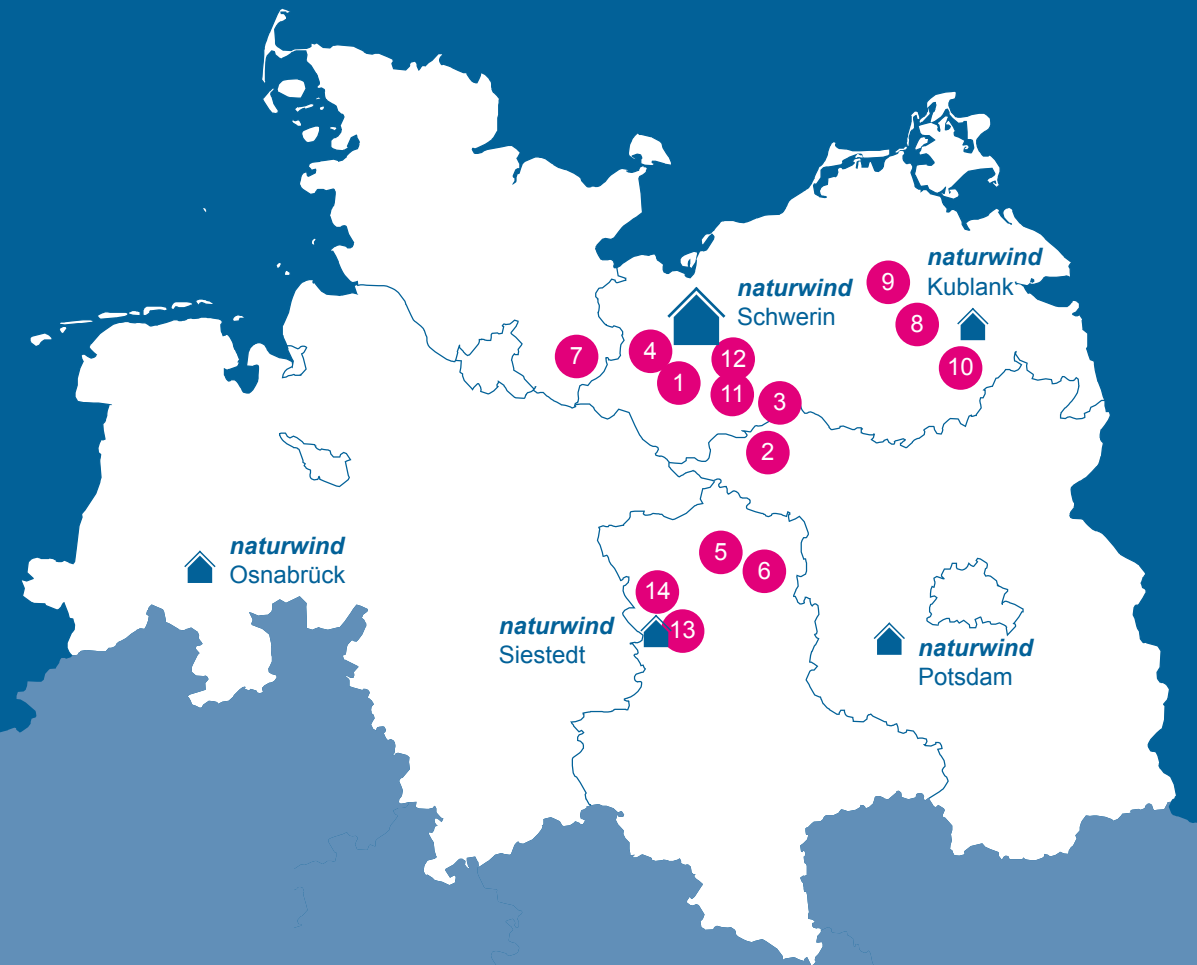 naturwind
Kublank
9
naturwind
Schwerin
8
7
4
12
10
1
11
3
2
naturwind
Osnabrück
5
6
14
naturwind
Siestedt
13
naturwind
Potsdam